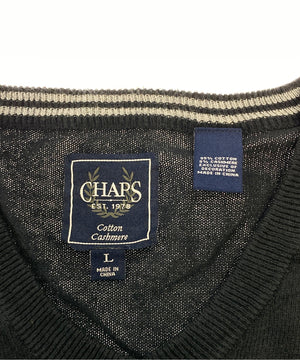 CHAPS
EST. 1978
Cotton
Cashmere
L
MADE IN
CHINA
95% COTTON
5% CASHMERE
EXCLUSIVE OF
DECORATION
MADE IN CHINA